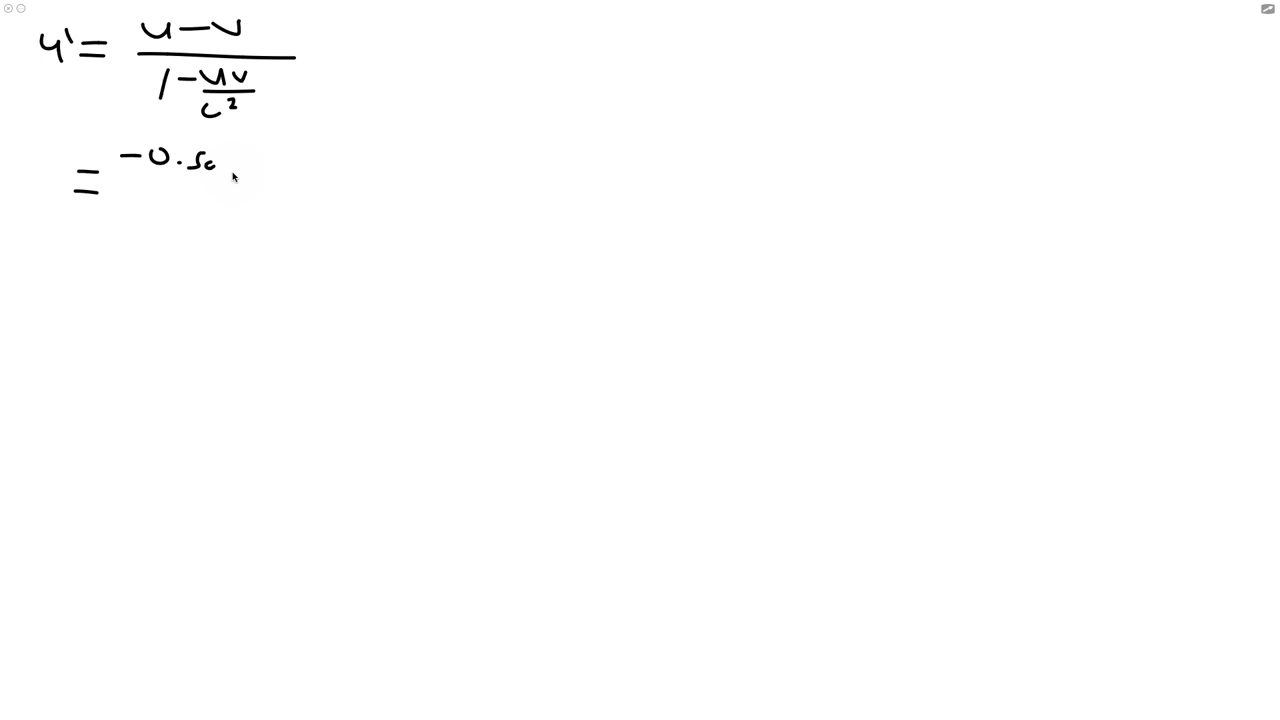 u' = u - v
1 - uv
c²
= -0.5c